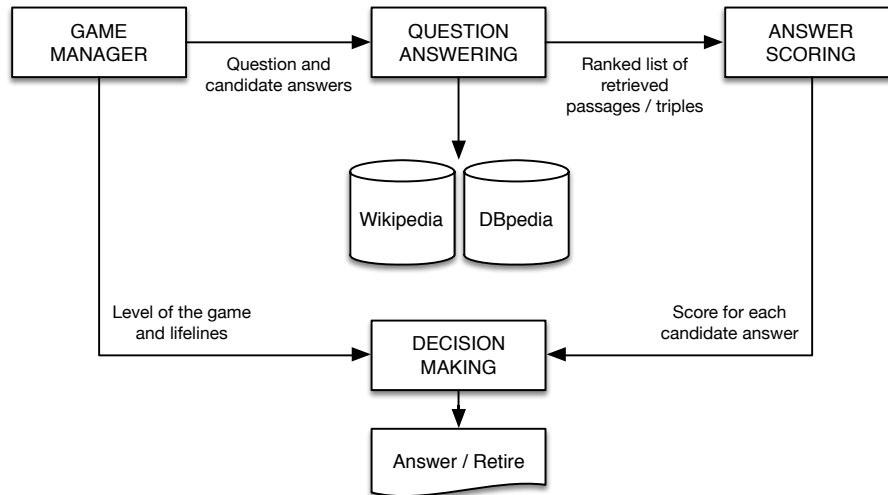 GAME
MANAGER
Question and
candidate answers
QUESTION
ANSWERING
Ranked list of
retrieved
passages / triples
ANSWER
SCORING
Wikipedia
DBpedia
Level of the game
and lifelines
Score for each
candidate answer
DECISION
MAKING
Answer / Retire